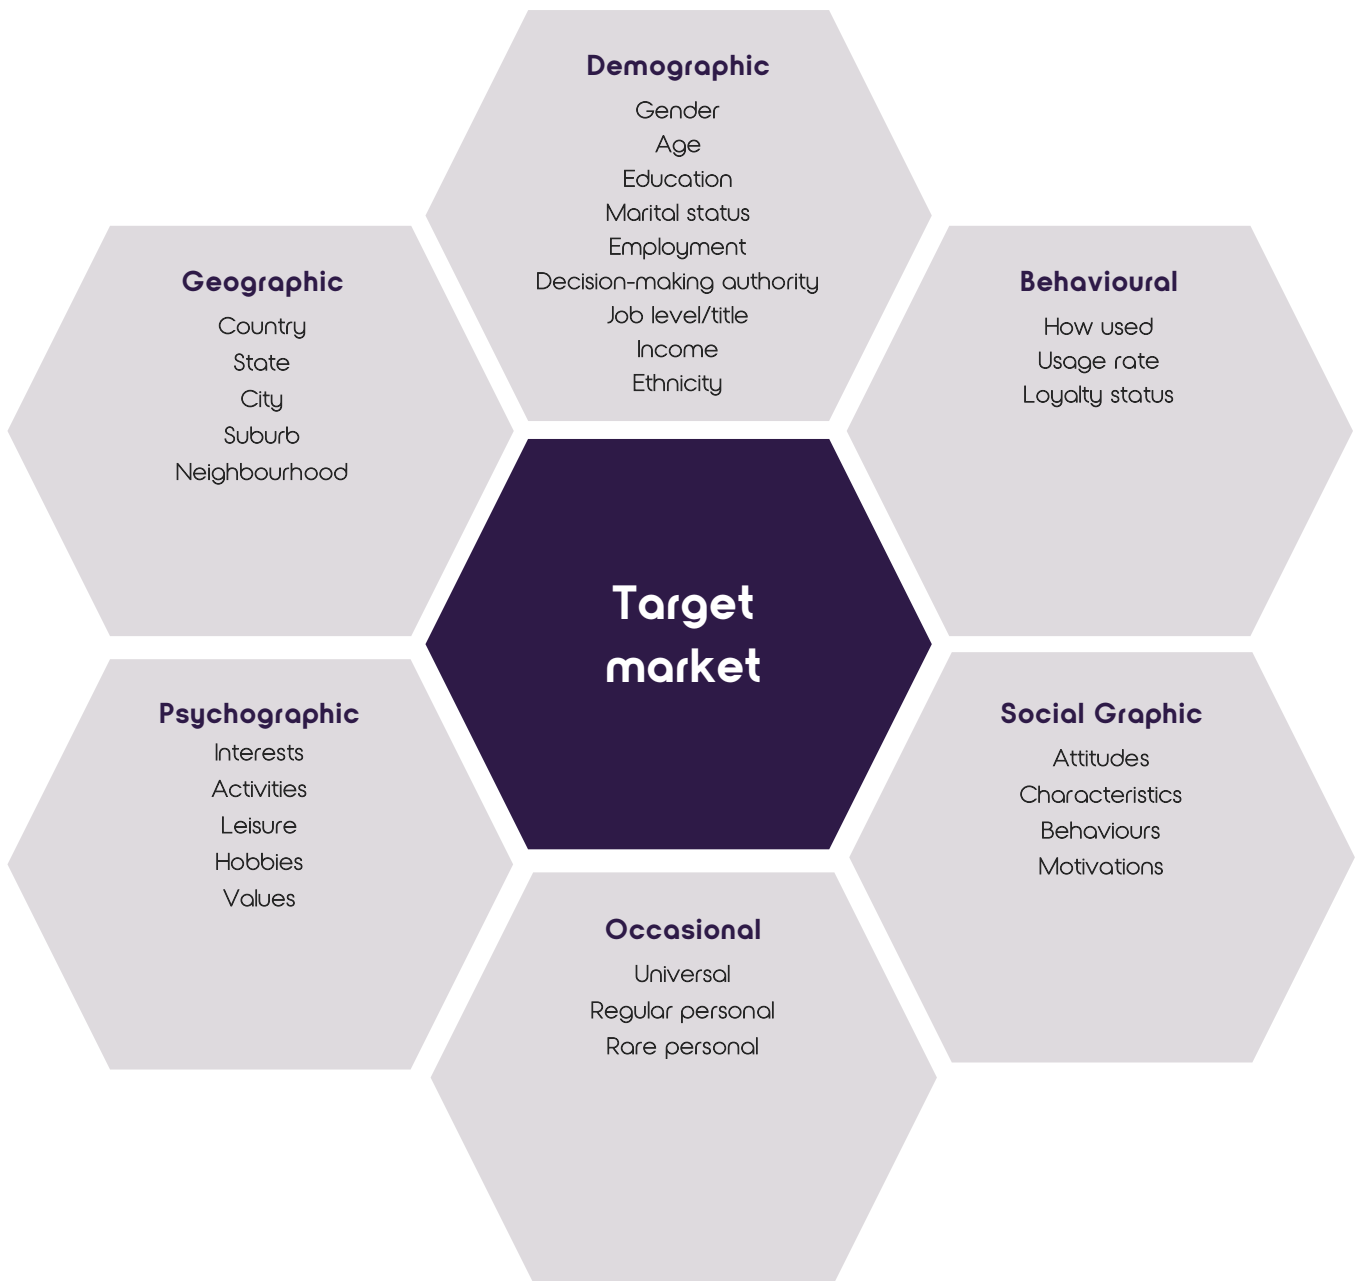 Demographic
Gender
Age
Education
Marital status
Employment
Decision-making authority
Job level/title
Income
Ethnicity
Geographic
Country
State
City
Suburb
Neighbourhood
Behavioural
How used
Usage rate
Loyalty status
Target
market
Psychographic
Interests
Activities
Leisure
Hobbies
Values
Social Graphic
Attitudes
Characteristics
Behaviours
Motivations
Occasional
Universal
Regular personal
Rare personal